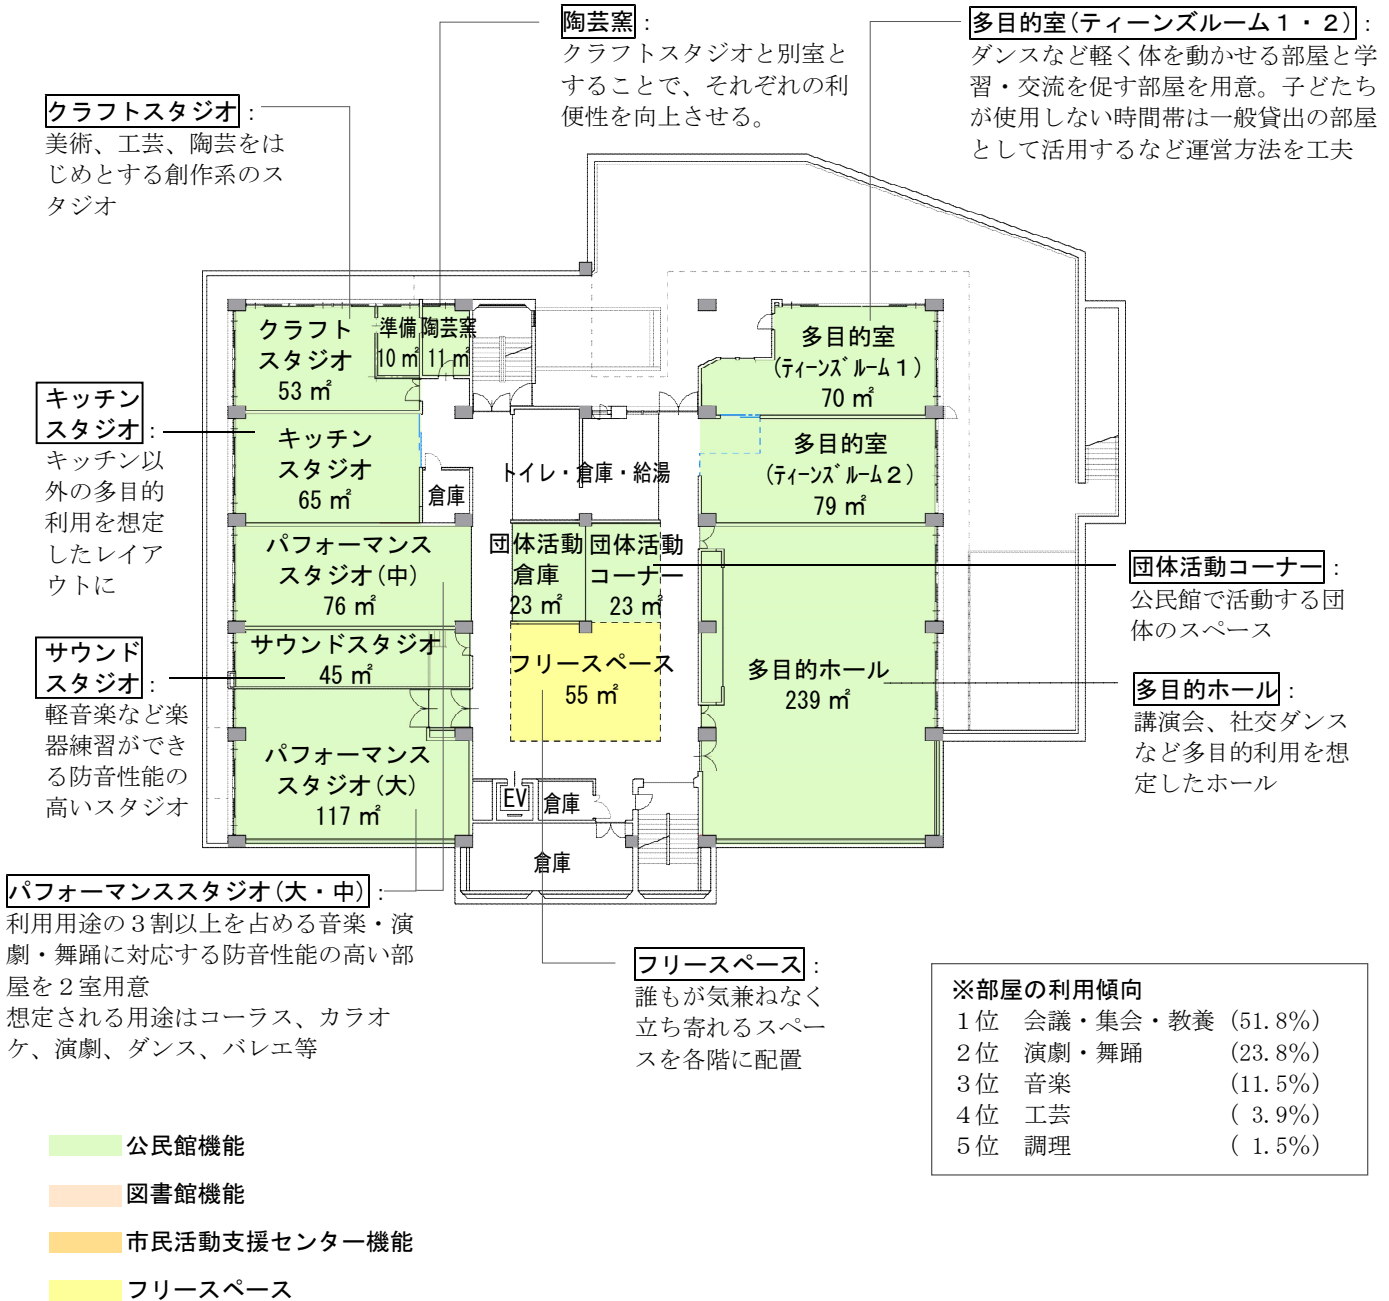 陶芸窯：
クラフトスタジオと別室と
することで、それぞれの利
便性を向上させる。
多目的室(ティーンズルーム１・２)：
ダンスなど軽く体を動かせる部屋と学
習・交流を促す部屋を用意。子どたち
が使用しない時間帯は一般貸出の部屋
として活用するなど運営方法を工夫
クラフトスタジオ：
美術、工芸、陶芸をは
じめとする創作系のス
タジオ
クラフト
スタジオ
53 ㎡
準備
10 ㎡
陶芸窯
11 ㎡
多目的室
(ティーンズルーム１)
70 ㎡
キッチン
スタジオ：
キッチン以
外の多目的
利用を想定
したレイア
ウトに
キッチン
スタジオ
65 ㎡
倉庫
トイレ・倉庫・給湯
多目的室
(ティーンズルーム２)
79 ㎡
パフォーマンス
スタジオ(中)
76 ㎡
団体活動
倉庫
23 ㎡
団体活動
コーナー
23 ㎡
団体活動コーナー：
公民館で活動する団
体のスペース
サウンド
スタジオ：
軽音楽など楽
器練習ができ
る防音性能の
高いスタジオ
サウンドスタジオ
45 ㎡
フリースペース
55 ㎡
多目的ホール
239 ㎡
多目的ホール：
講演会、社交ダンス
など多目的利用を想
定したホール
パフォーマンス
スタジオ(大)
117 ㎡
EV
倉庫
倉庫
パフォーマンススタジオ(大・中)：
利用用途の３割以上を占める音楽・演
劇・舞踊に対応する防音性能の高い部
屋を２室用意
想定される用途はコーラス、カラオ
ケ、演劇、ダンス、バレエ等
フリースペース：
誰もが気兼ねなく
立ち寄れるスペー
スを各階に配置
※部屋の利用傾向
１位 会議・集会・教養 (51.8%)
２位 演劇・舞踊 (23.8%)
３位 音楽 (11.5%)
４位 工芸 ( 3.9%)
５位 調理 ( 1.5%)
公民館機能
図書館機能
市民活動支援センター機能
フリースペース